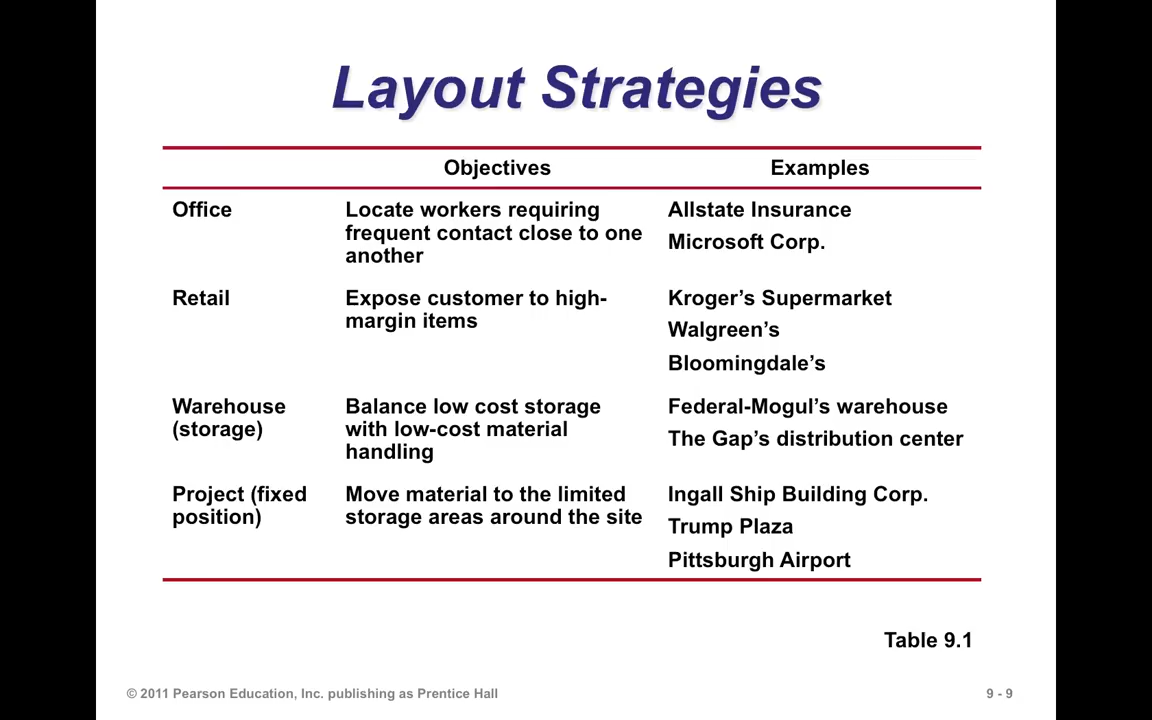 Layout Strategies
Objectives Examples
Office
Locate workers requiring
frequent contact close to one
another
Allstate Insurance
Microsoft Corp.
Retail
Expose customer to high-
margin items
Kroger’s Supermarket
Walgreen’s
Bloomingdale’s
Warehouse
(storage)
Balance low cost storage
with low-cost material
handling
Federal-Mogul’s warehouse
The Gap’s distribution center
Project (fixed
position)
Move material to the limited
storage areas around the site
Ingall Ship Building Corp.
Trump Plaza
Pittsburgh Airport
Table 9.1
© 2011 Pearson Education, Inc. publishing as Prentice Hall
9 - 9